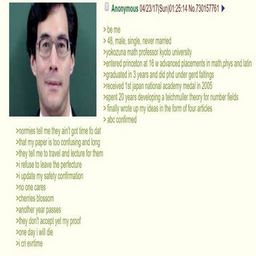 Anonymous 04/23/17(Sun)01:25:14 No.730157761
> be me
> 48, male, single, never married
>yokozuna math professor kyoto university
>entered princeton at 16 w advanced placements in math,phys and latin
>graduated in 3 years and did phd under gerd faltings
>received 1st japan national academy medal in 2005
>spent 20 years developing a teichmuller theory for number fields
> finally wrote up my ideas in the form of four articles
> abc confirmed
>normies tell me they ain't got time fo dat
>that my paper is too confusing and long
>they tell me to travel and lecture for them
>i refuse to leave the perfecture
>i update my safety confirmation
>no one cares
>cherries blossom
>another year passes
>they don't accept yet my proof
>one day i will die
>i cri evrtime